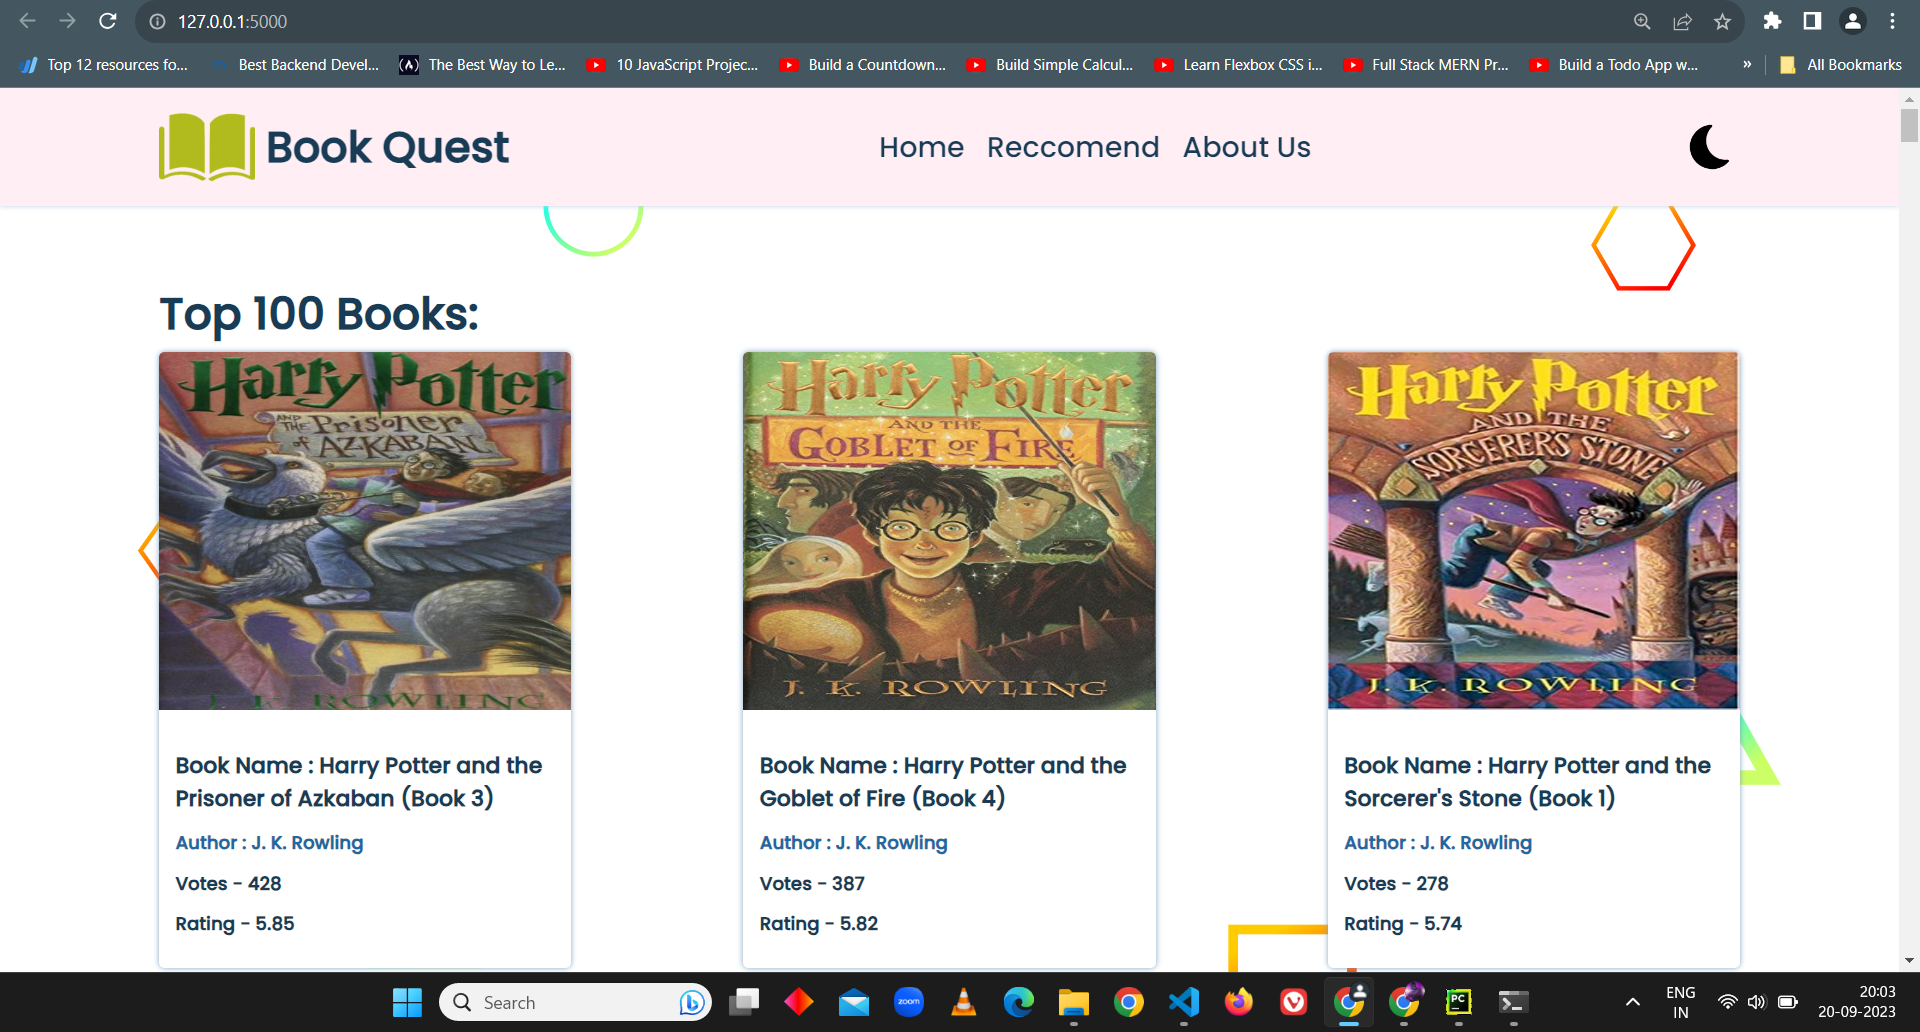 127.0.0.1:5000
Top 12 resources fo...
Best Backend Devel...
(A)
The Best Way to Le...
10 JavaScript Projec...
Build a Countdown...
Build Simple Calcul...
Learn Flexbox CSS i...
Full Stack MERN Pr...
Build a Todo App w...
»
All Bookmarks
Book Quest
Home
Reccomend
About Us
Top 100 Books:
Harry Potter
AND THE Prisoner
of AZKABAN
J. K. ROWLING
Harry Potter
AND THE
GOBLET OF FIRE
J. K. ROWLING
Harry Potter
AND THE
SORCERER'S STONE
J. K. ROWLING
Book Name : Harry Potter and the
Prisoner of Azkaban (Book 3)
Author : J. K. Rowling
Votes - 428
Rating - 5.85
Book Name : Harry Potter and the
Goblet of Fire (Book 4)
Author : J. K. Rowling
Votes - 387
Rating - 5.82
Book Name : Harry Potter and the
Sorcerer's Stone (Book 1)
Author : J. K. Rowling
Votes - 278
Rating - 5.74
Search
zoom
PC
ENG
IN
20:03
20-09-2023